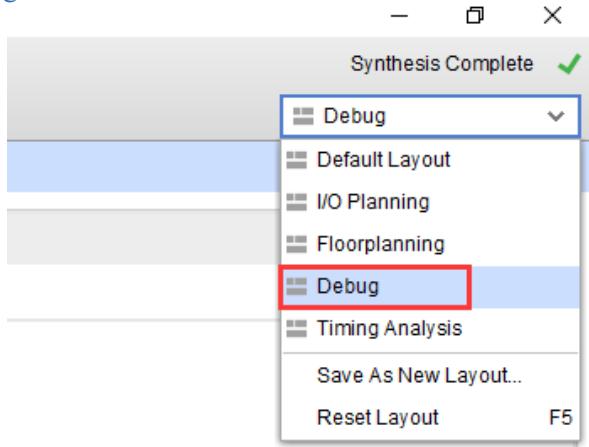 Synthesis Complete
Debug
Default Layout
I/O Planning
Floorplanning
Debug
Timing Analysis
Save As New Layout...
Reset Layout F5